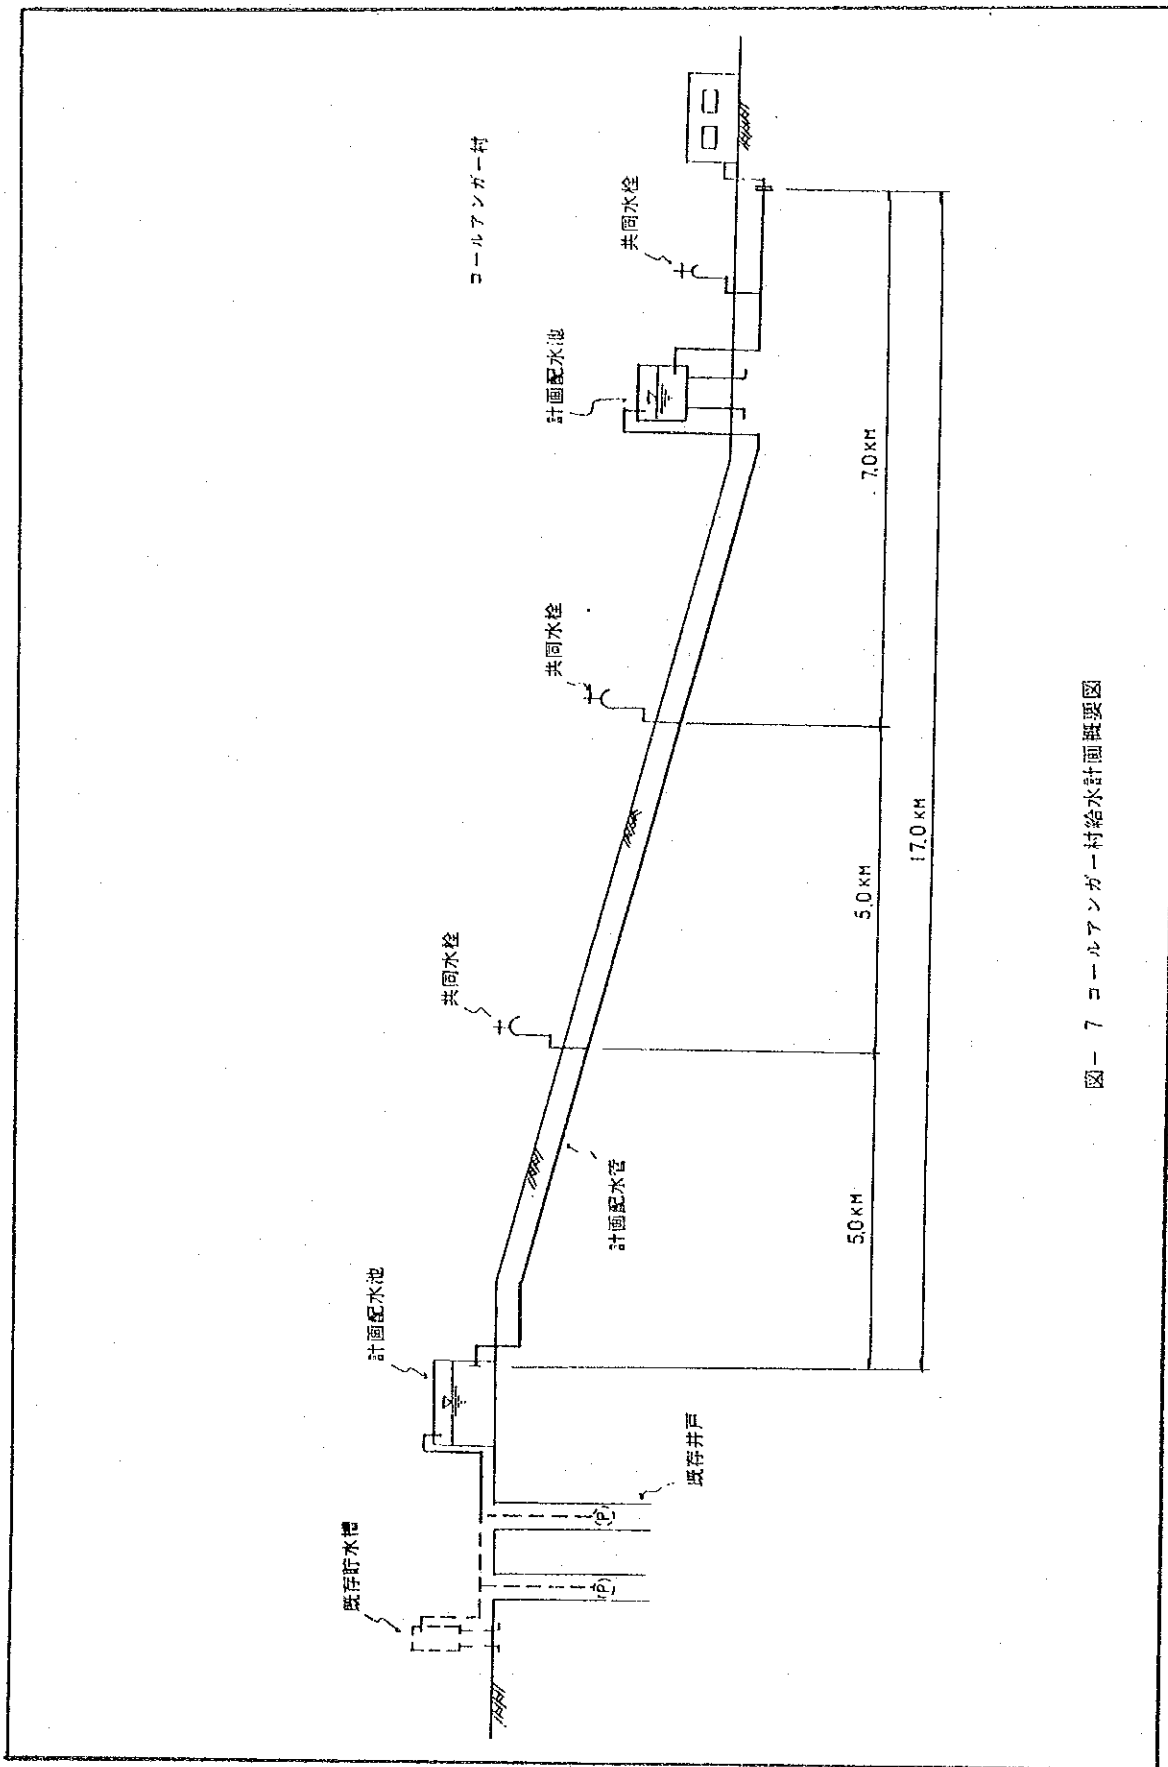 コールアンガー村
既存貯水槽
計画配水池
共同水栓
共同水栓
計画配水池
共同水栓
(P)
(P)
既存井戸
計画配水管
5.0KM
5.0KM
7.0KM
17.0KM
図-7 コールアンガー村給水計画概要図